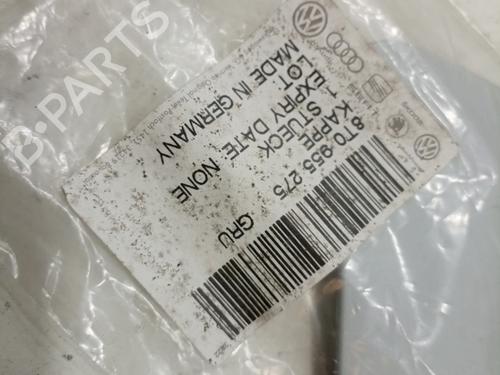 8T0 955 275 GRU
KAPPE
1 STUECK
EXPIRY DATE NONE
LOT
MADE IN GERMANY
B-PARTS